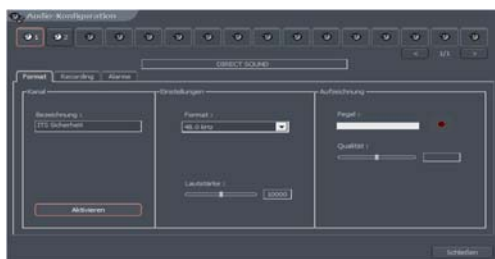 Audio-Konfiguration
1 2
< 1/1 >
DIRECT SOUND
Format Recording Alarme
Kanal Einstellungen Aufzeichnung
Bezeichnung : Format : Pegel :
ITS Sicherheit 48.0 kHz
Qualität :
Lautstärke :
10000
Aktivieren
Schließen